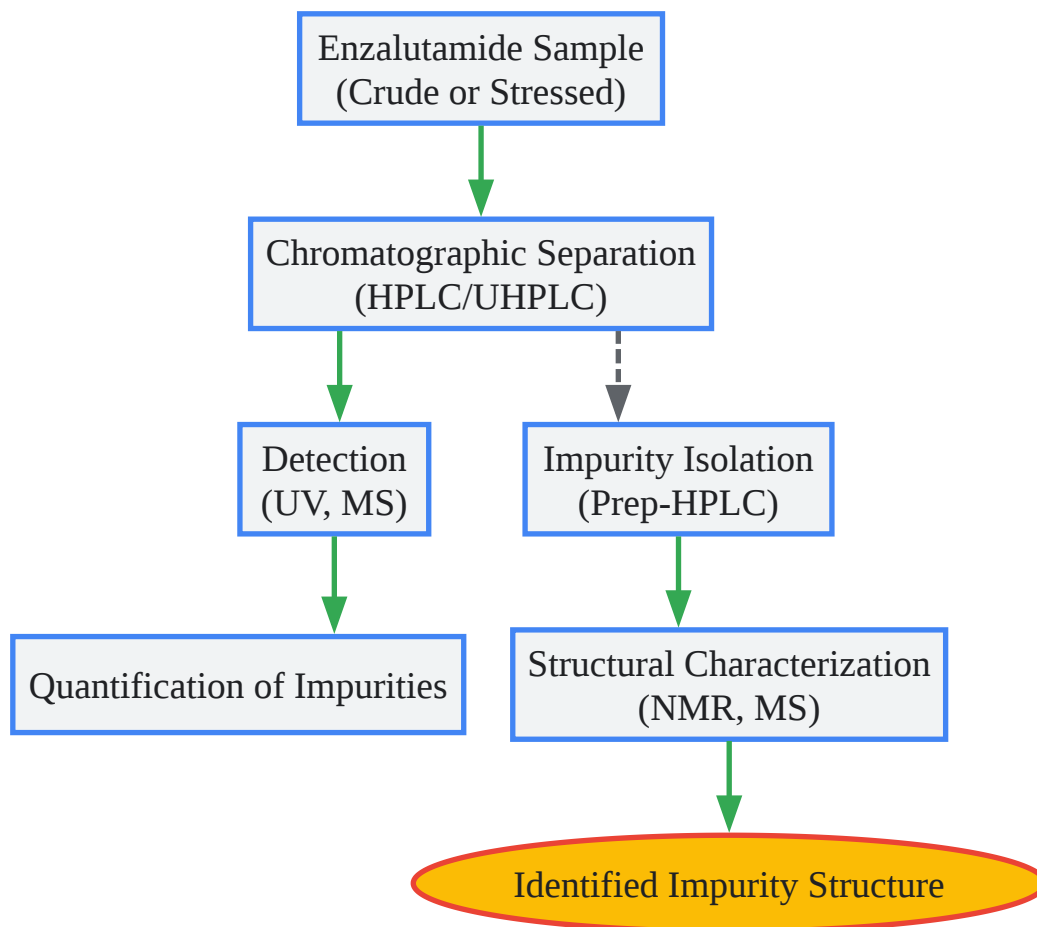 Enzalutamide Sample
(Crude or Stressed)
Chromatographic Separation
(HPLC/UHPLC)
Detection
(UV, MS)
Impurity Isolation
(Prep-HPLC)
Quantification of Impurities
Structural Characterization
(NMR, MS)
Identified Impurity Structure